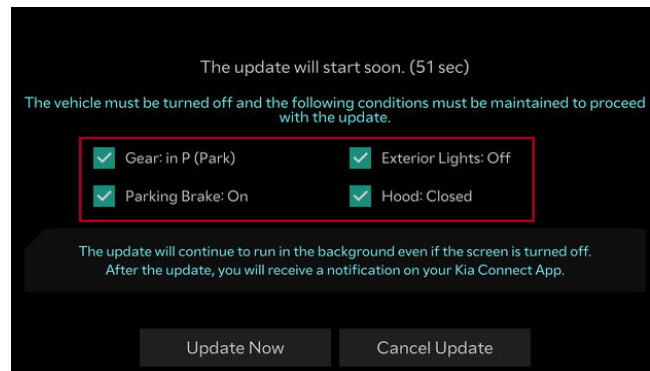 The update will start soon. (51 sec)
The vehicle must be turned off and the following conditions must be maintained to proceed
with the update.
Gear: in P (Park)
Exterior Lights: Off
Parking Brake: On
Hood: Closed
The update will continue to run in the background even if the screen is turned off.
After the update, you will receive a notification on your Kia Connect App.
Update Now
Cancel Update